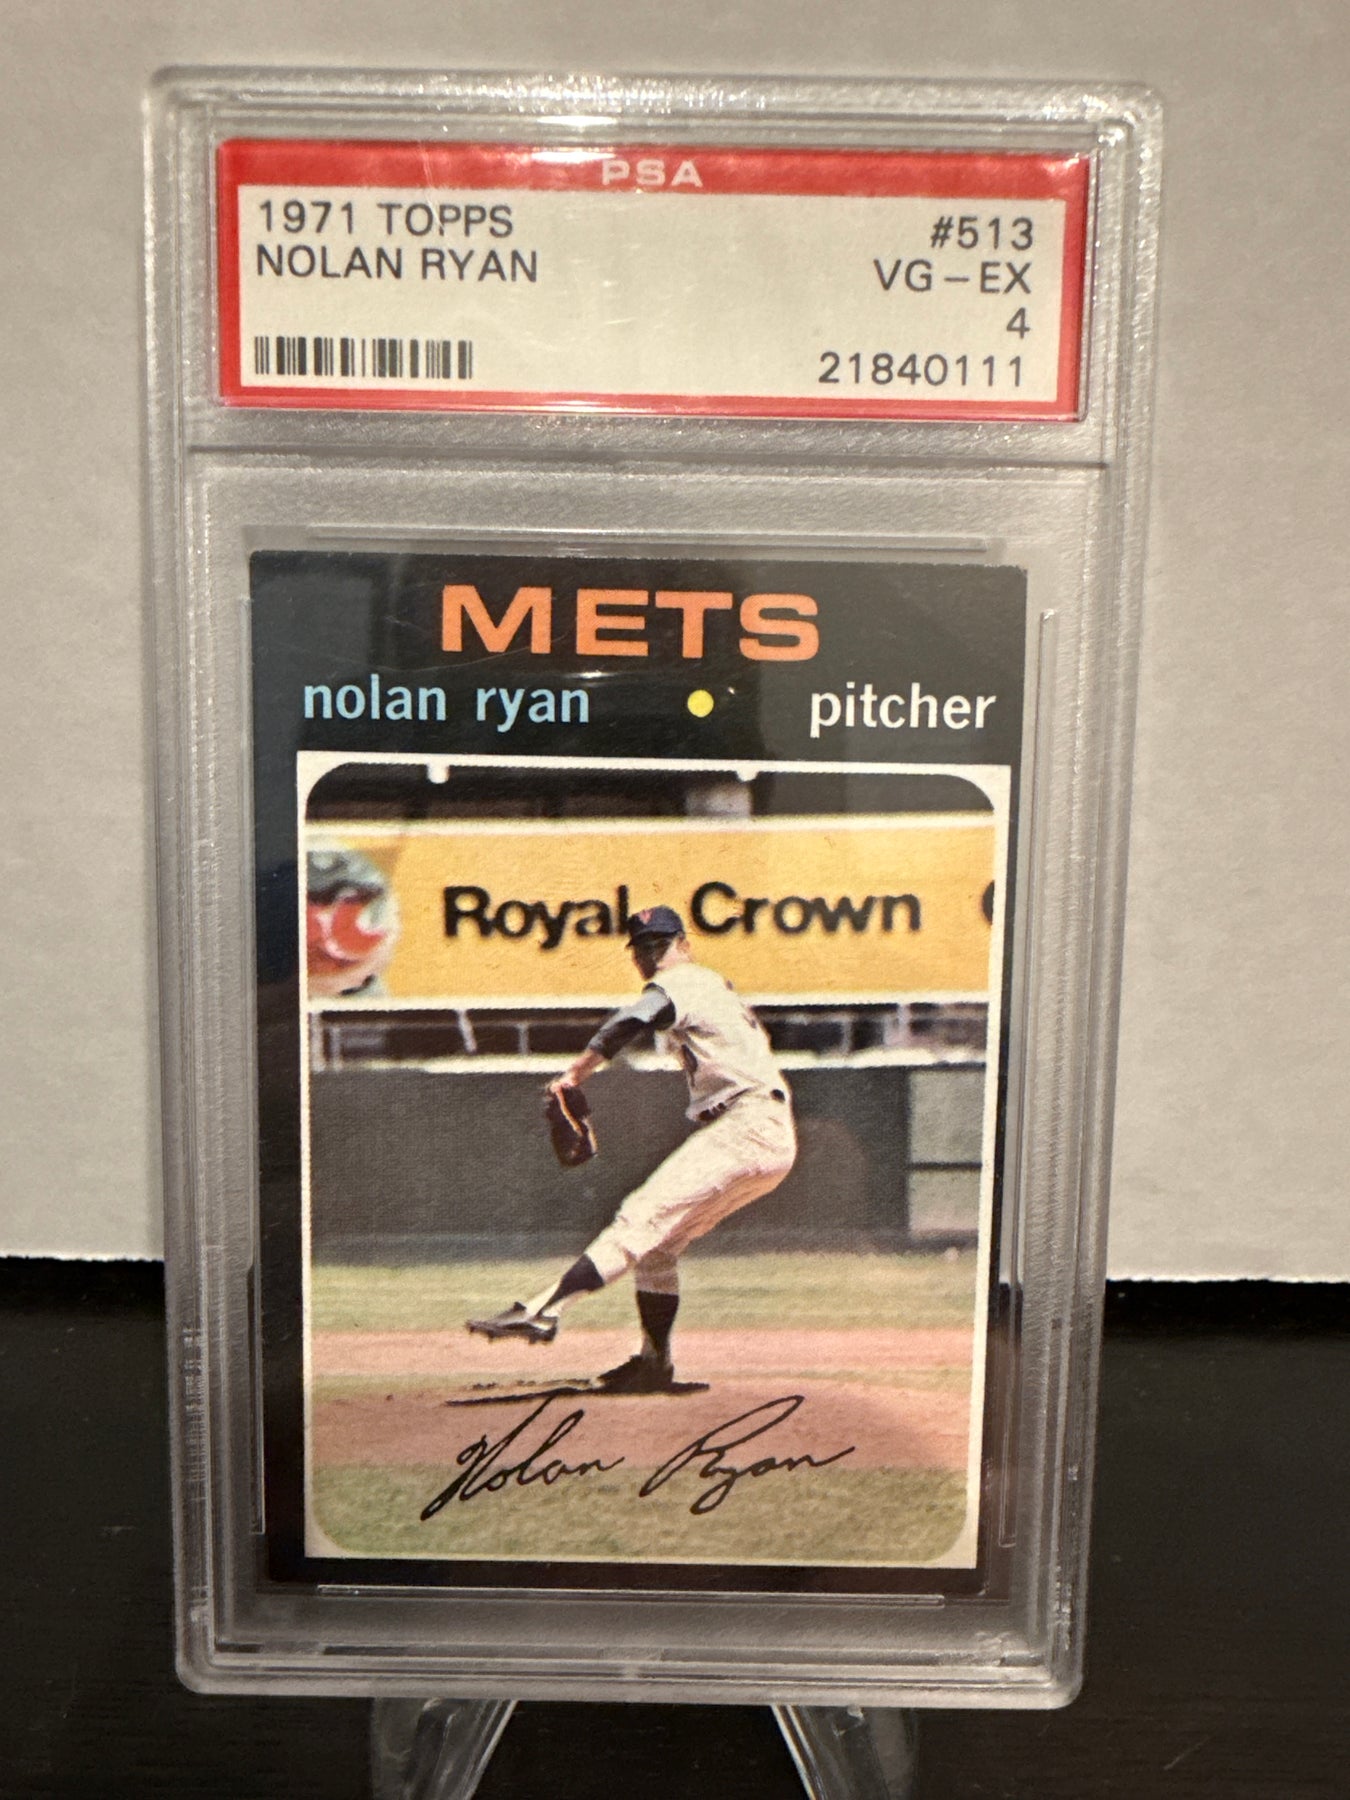 PSA
1971 TOPPS #513
NOLAN RYAN VG-EX
4
21840111
METS
nolan ryan pitcher
Royal Crown
Nolan Ryan